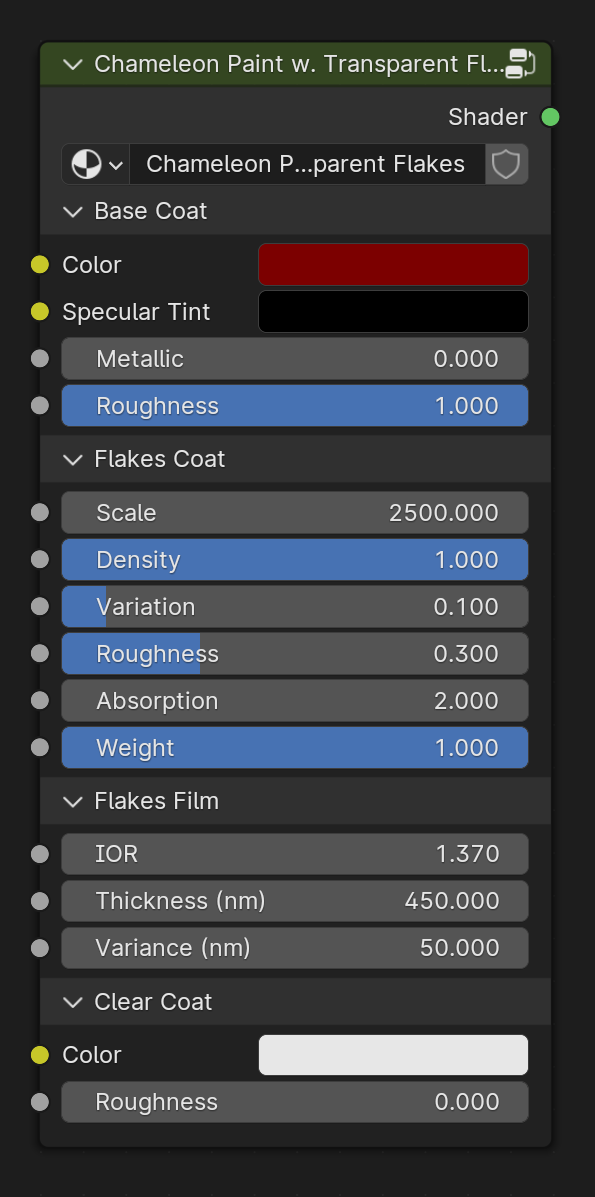 Chameleon Paint w. Transparent Fl...
Shader
Chameleon P...parent Flakes
Base Coat
Color
Specular Tint
Metallic 0.000
Roughness 1.000
Flakes Coat
Scale 2500.000
Density 1.000
Variation 0.100
Roughness 0.300
Absorption 2.000
Weight 1.000
Flakes Film
IOR 1.370
Thickness (nm) 450.000
Variance (nm) 50.000
Clear Coat
Color
Roughness 0.000